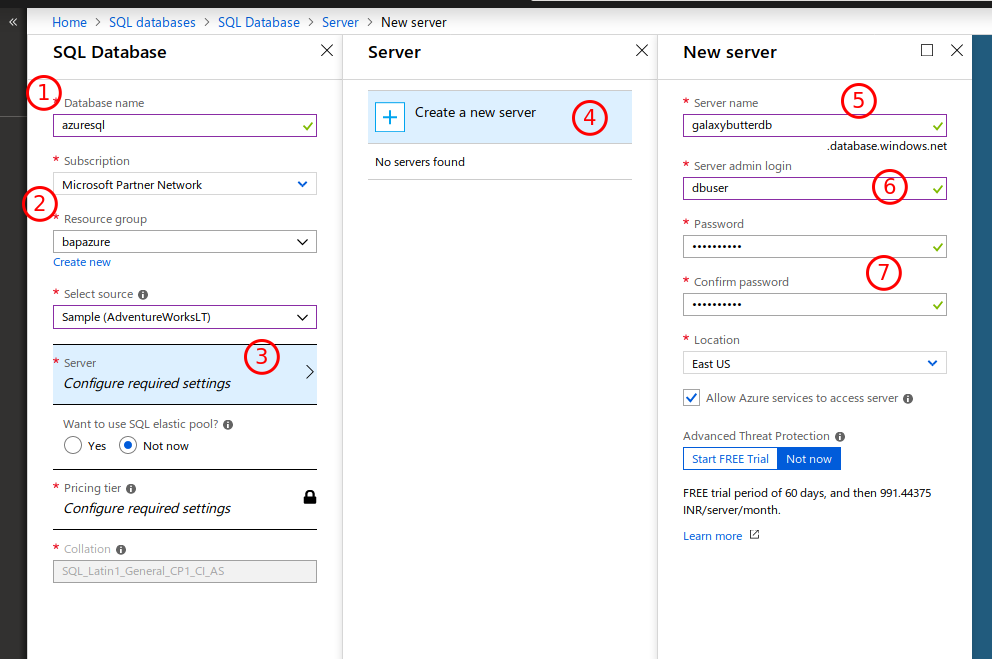 «
Home > SQL databases > SQL Database > Server > New server
SQL Database
1
* Database name
azuresql
* Subscription
Microsoft Partner Network
2
* Resource group
bapazure
Create new
* Select source
Sample (AdventureWorksLT)
3
* Server
Configure required settings
Want to use SQL elastic pool?
Yes
Not now
* Pricing tier
Configure required settings
* Collation
SQL_Latin1_General_CP1_CI_AS
Server
Create a new server
4
No servers found
New server
* Server name
5
galaxybutterdb
.database.windows.net
* Server admin login
dbuser
6
* Password
••••••••••
7
* Confirm password
••••••••••
* Location
East US
Allow Azure services to access server
Advanced Threat Protection
Start FREE Trial
Not now
FREE trial period of 60 days, and then 991.44375
INR/server/month.
Learn more